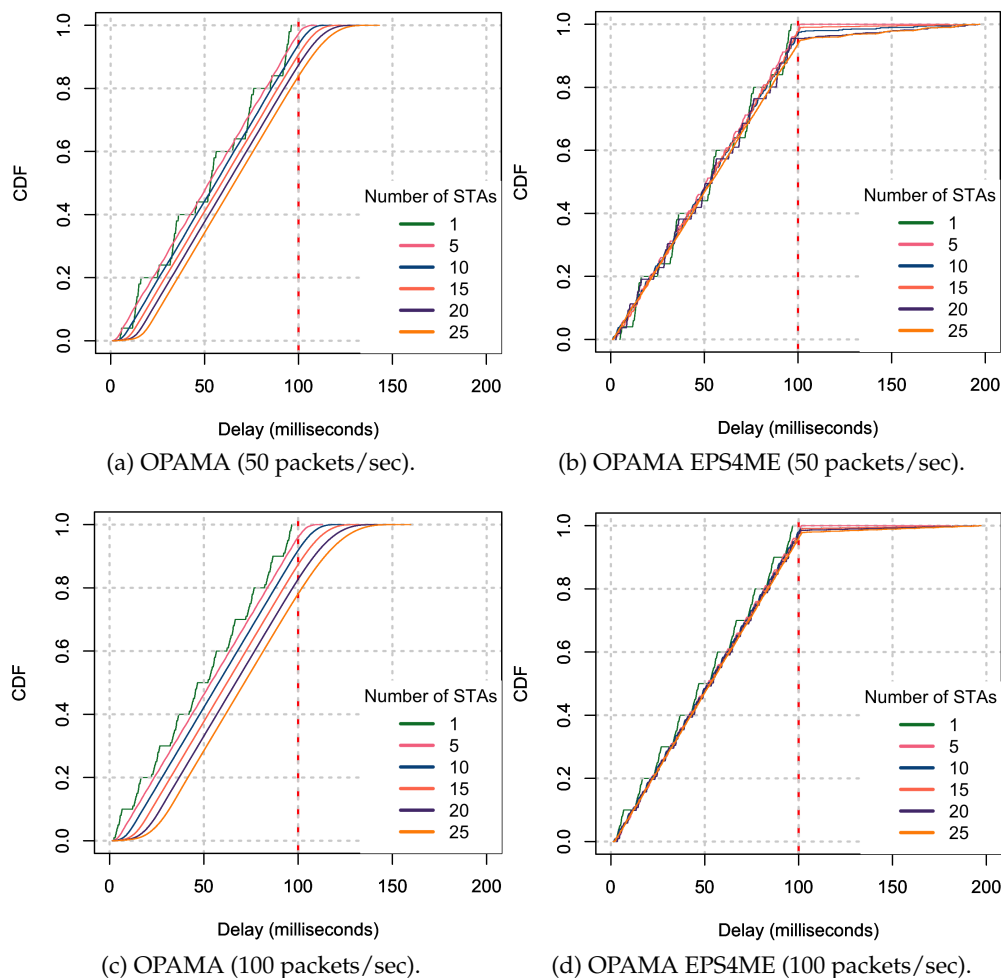 1.0
0.8
0.6
0.4
0.2
0.0
CDF
Number of STAs
1
5
10
15
20
25
0 50 100 150 200
Delay (milliseconds)
(a) OPAMA (50 packets/sec).
1.0
0.8
0.6
0.4
0.2
0.0
CDF
Number of STAs
1
5
10
15
20
25
0 50 100 150 200
Delay (milliseconds)
(b) OPAMA EPS4ME (50 packets/sec).
1.0
0.8
0.6
0.4
0.2
0.0
CDF
Number of STAs
1
5
10
15
20
25
0 50 100 150 200
Delay (milliseconds)
(c) OPAMA (100 packets/sec).
1.0
0.8
0.6
0.4
0.2
0.0
CDF
Number of STAs
1
5
10
15
20
25
0 50 100 150 200
Delay (milliseconds)
(d) OPAMA EPS4ME (100 packets/sec).